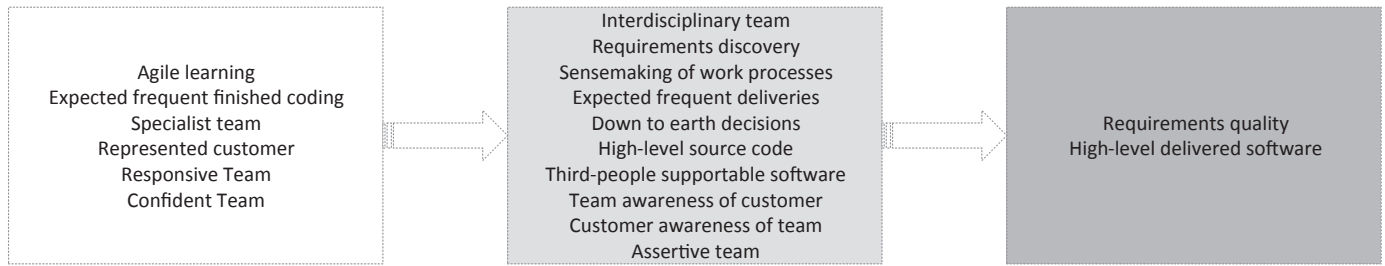 Agile learning
Expected frequent finished coding
Specialist team
Represented customer
Responsive Team
Confident Team
Interdisciplinary team
Requirements discovery
Sensemaking of work processes
Expected frequent deliveries
Down to earth decisions
High-level source code
Third-people supportable software
Team awareness of customer
Customer awareness of team
Assertive team
Requirements quality
High-level delivered software